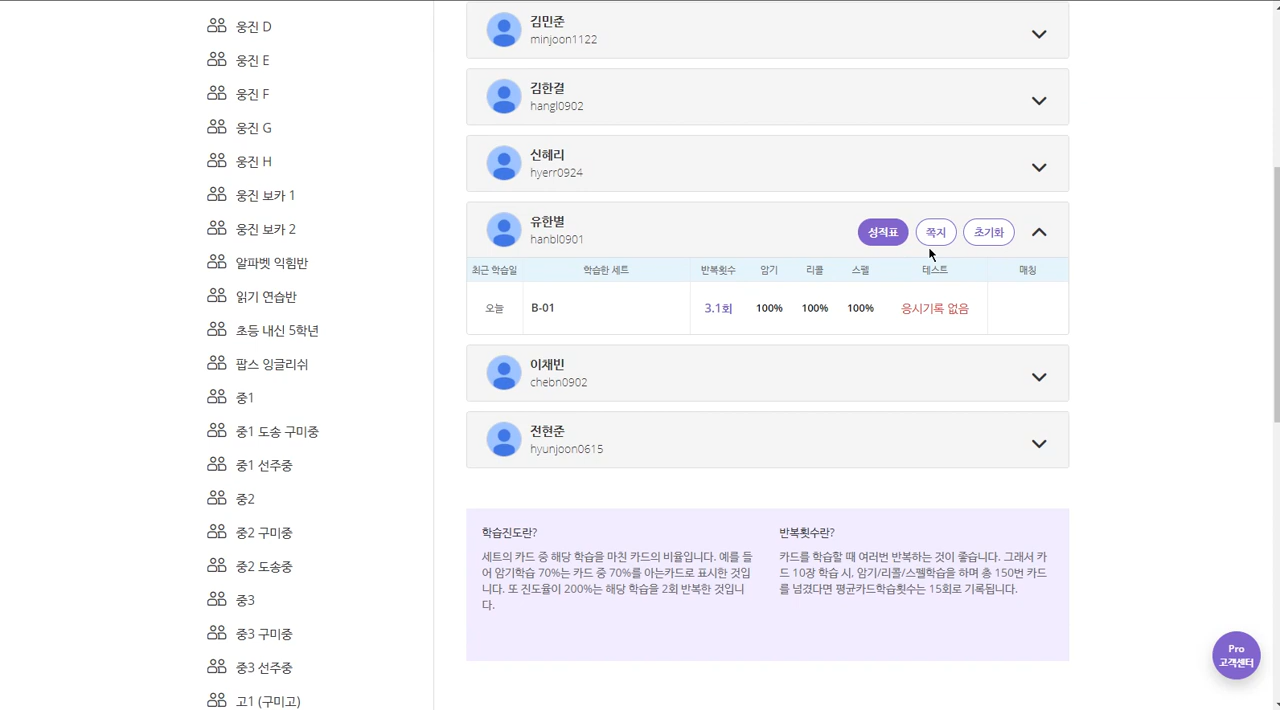 웅진 D
웅진 E
웅진 F
웅진 G
웅진 H
웅진 보카 1
웅진 보카 2
알파벳 익힘반
읽기 연습반
초등 내신 5학년
팝스 잉글리쉬
중1
중1 도송 구미중
중1 선주중
중2
중2 구미중
중2 도송중
중3
중3 구미중
중3 선주중
고1 (구미고)
김민준
minjoon1122
김한결
hangl0902
신혜리
hyerr0924
유한별
hanbl0901
성적표 쪽지 초기화
최근 학습일 학습한 세트 반복횟수 암기 리콜 스펠 테스트 매칭
오늘 B-01 3.1회 100% 100% 100% 응시기록 없음
이채빈
chebn0902
전현준
hyunjoon0615
학습진도란?
세트의 카드 중 해당 학습을 마친 카드의 비율입니다. 예를 들
어 암기학습 70%는 카드 중 70%를 아는카드로 표시한 것입
니다. 또 진도율이 200%는 해당 학습을 2회 반복한 것입니
다.
반복횟수란?
카드를 학습할 때 여러번 반복하는 것이 좋습니다. 그래서 카
드 10장 학습 시, 암기/리콜/스펠학습을 하며 총 150번 카드
를 넘겼다면 평균카드학습횟수는 15회로 기록됩니다.
Pro
고객센터